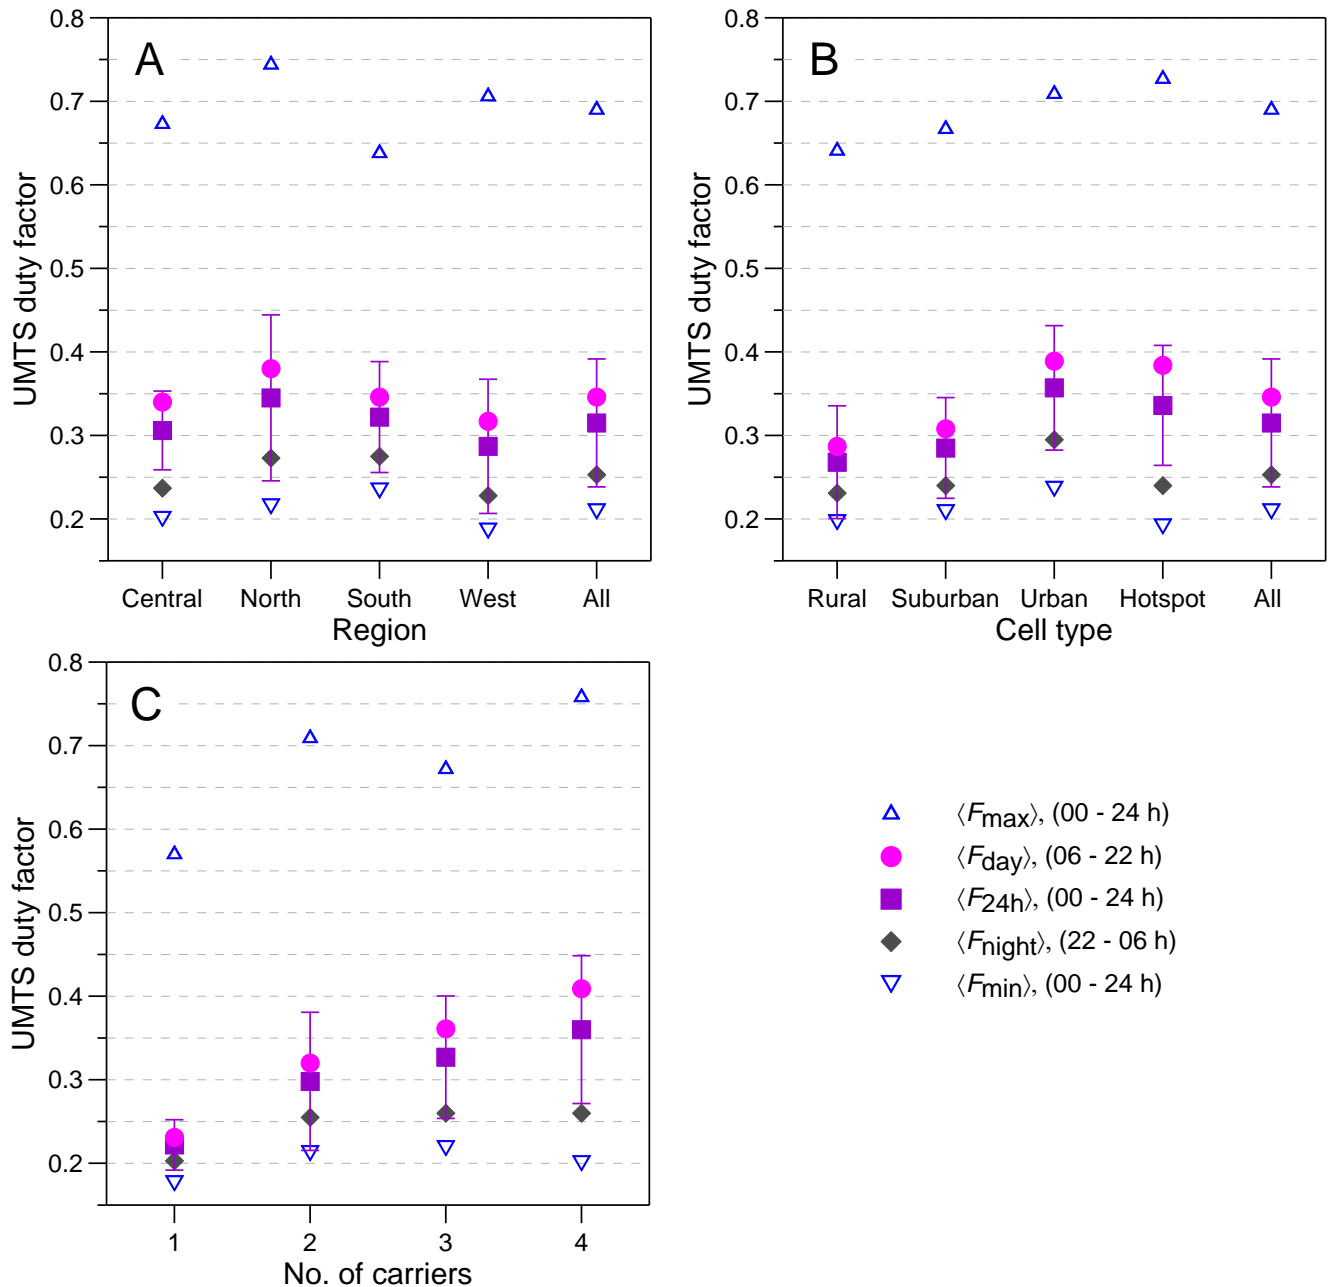 A
0.8
0.7
0.6
0.5
0.4
0.3
0.2
UMTS duty factor
Central North South West All
Region
B
0.8
0.7
0.6
0.5
0.4
0.3
0.2
UMTS duty factor
Rural Suburban Urban Hotspot All
Cell type
C
0.8
0.7
0.6
0.5
0.4
0.3
0.2
UMTS duty factor
1 2 3 4
No. of carriers
⟨Fmax⟩, (00 - 24 h)
⟨Fday⟩, (06 - 22 h)
⟨F24h⟩, (00 - 24 h)
⟨Fnight⟩, (22 - 06 h)
⟨Fmin⟩, (00 - 24 h)